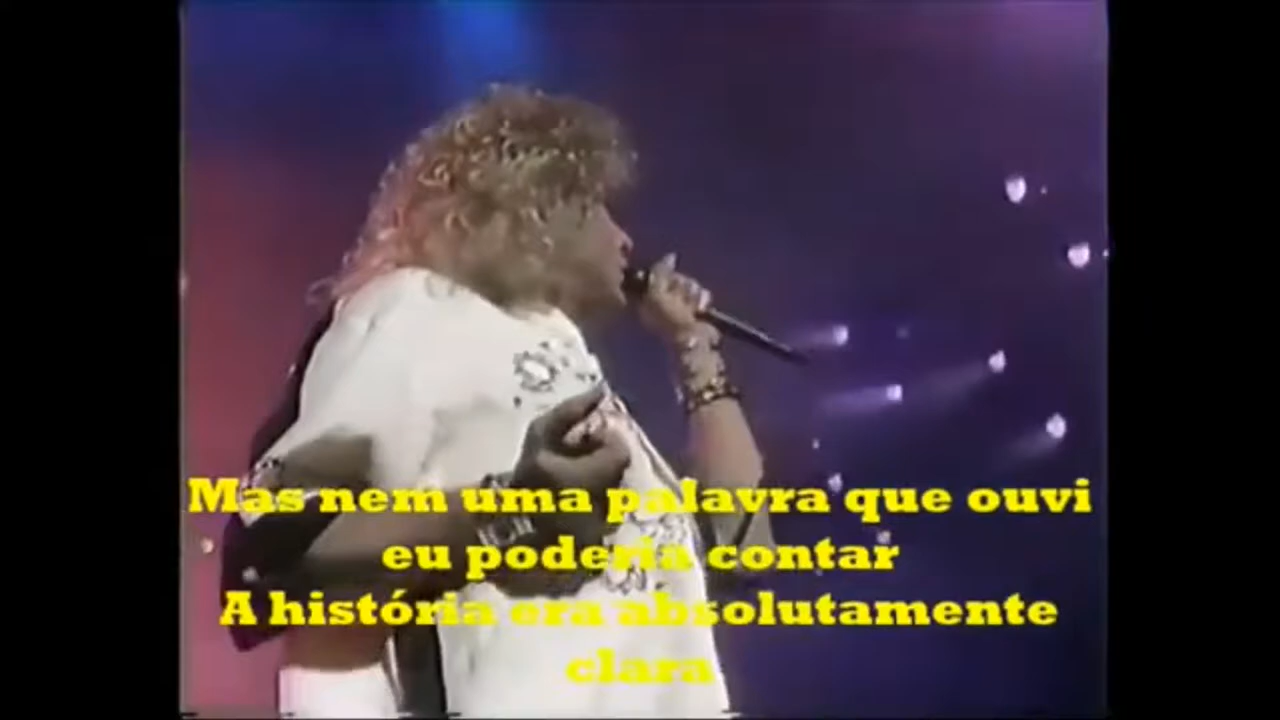 Mas nem uma palavra que ouvi
eu poderia contar
A história era absolutamente
clara